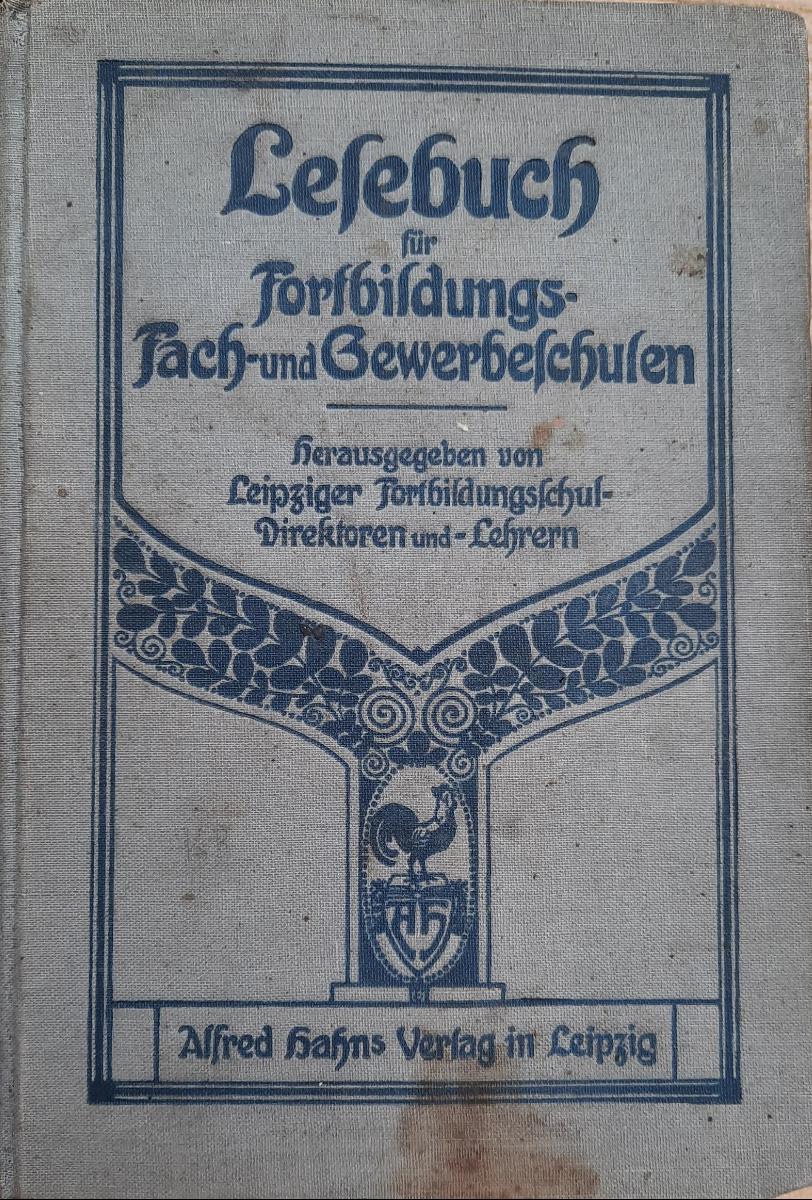 Lesebuch
für
Fortbildungs-
Fach- und Gewerbeschulen
Herausgegeben von
Leipziger Fortbildungsschul-
Direktoren und -Lehrern
AH
Alfred Hahns Verlag in Leipzig